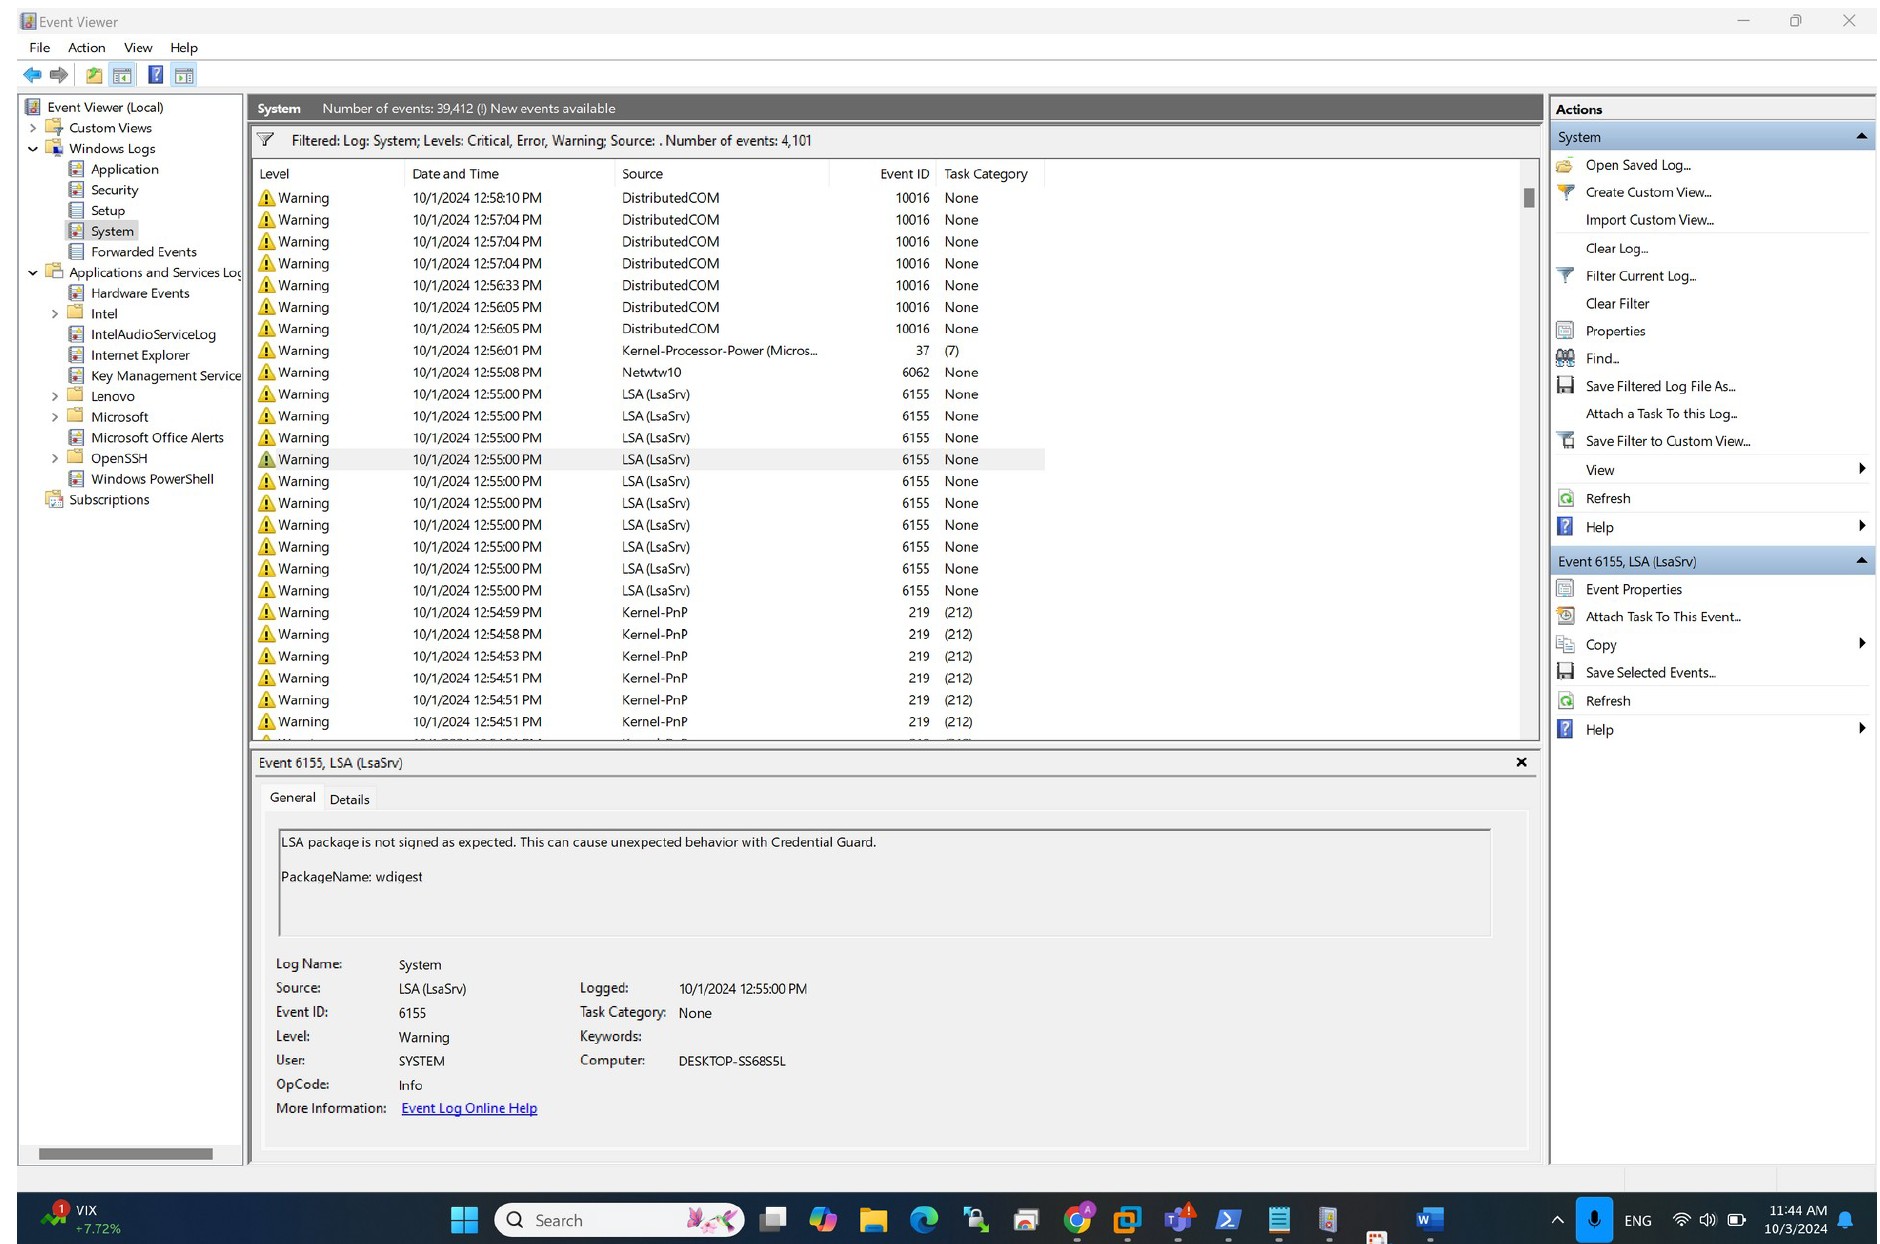 Event Viewer
File Action View Help
Event Viewer (Local)
Custom Views
Windows Logs
Application
Security
Setup
System
Forwarded Events
Applications and Services Log
Hardware Events
Intel
IntelAudioServiceLog
Internet Explorer
Key Management Service
Lenovo
Microsoft
Microsoft Office Alerts
OpenSSH
Windows PowerShell
Subscriptions
System Number of events: 39,412 (!) New events available
Filtered: Log: System; Levels: Critical, Error, Warning; Source: . Number of events: 4,101
Level Date and Time Source Event ID Task Category
Warning 10/1/2024 12:58:10 PM DistributedCOM 10016 None
Warning 10/1/2024 12:57:04 PM DistributedCOM 10016 None
Warning 10/1/2024 12:57:04 PM DistributedCOM 10016 None
Warning 10/1/2024 12:57:04 PM DistributedCOM 10016 None
Warning 10/1/2024 12:56:33 PM DistributedCOM 10016 None
Warning 10/1/2024 12:56:05 PM DistributedCOM 10016 None
Warning 10/1/2024 12:56:05 PM DistributedCOM 10016 None
Warning 10/1/2024 12:56:01 PM Kernel-Processor-Power (Micros... 37 (7)
Warning 10/1/2024 12:55:08 PM Netwtw10 6062 None
Warning 10/1/2024 12:55:00 PM LSA (LsaSrv) 6155 None
Warning 10/1/2024 12:55:00 PM LSA (LsaSrv) 6155 None
Warning 10/1/2024 12:55:00 PM LSA (LsaSrv) 6155 None
Warning 10/1/2024 12:55:00 PM LSA (LsaSrv) 6155 None
Warning 10/1/2024 12:55:00 PM LSA (LsaSrv) 6155 None
Warning 10/1/2024 12:55:00 PM LSA (LsaSrv) 6155 None
Warning 10/1/2024 12:55:00 PM LSA (LsaSrv) 6155 None
Warning 10/1/2024 12:55:00 PM LSA (LsaSrv) 6155 None
Warning 10/1/2024 12:55:00 PM LSA (LsaSrv) 6155 None
Warning 10/1/2024 12:55:00 PM LSA (LsaSrv) 6155 None
Warning 10/1/2024 12:54:59 PM Kernel-PnP 219 (212)
Warning 10/1/2024 12:54:58 PM Kernel-PnP 219 (212)
Warning 10/1/2024 12:54:53 PM Kernel-PnP 219 (212)
Warning 10/1/2024 12:54:51 PM Kernel-PnP 219 (212)
Warning 10/1/2024 12:54:51 PM Kernel-PnP 219 (212)
Warning 10/1/2024 12:54:51 PM Kernel-PnP 219 (212)
Event 6155, LSA (LsaSrv)
General Details
LSA package is not signed as expected. This can cause unexpected behavior with Credential Guard.
PackageName: wdigest
Log Name: System
Source: LSA (LsaSrv) Logged: 10/1/2024 12:55:00 PM
Event ID: 6155 Task Category: None
Level: Warning Keywords:
User: SYSTEM Computer: DESKTOP-SS68S5L
OpCode: Info
More Information: Event Log Online Help
Actions
System
Open Saved Log...
Create Custom View...
Import Custom View...
Clear Log...
Filter Current Log...
Clear Filter
Properties
Find...
Save Filtered Log File As...
Attach a Task To this Log...
Save Filter to Custom View...
View
Refresh
Help
Event 6155, LSA (LsaSrv)
Event Properties
Attach Task To This Event...
Copy
Save Selected Events...
Refresh
Help
1 VIX
+7.72%
Search
A
W
ENG
11:44 AM
10/3/2024